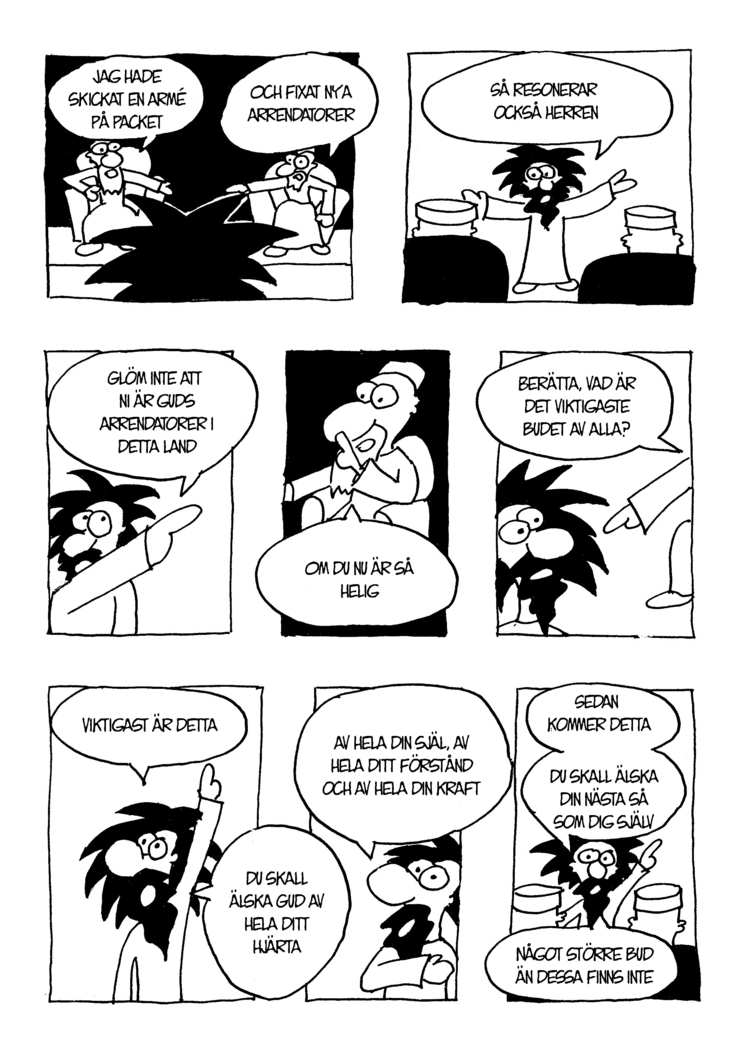 JAG HADE
SKICKAT EN ARMÉ
PÅ PACKET
OCH FIXAT NYA
ARRENDATORER
SÅ RESONERAR
OCKSÅ HERREN
GLÖM INTE ATT
NI ÄR GUDS
ARRENDATORER I
DETTA LAND
OM DU NU ÄR SÅ
HELIG
BERÄTTA, VAD ÄR
DET VIKTIGASTE
BUDET AV ALLA?
VIKTIGAST ÄR DETTA
DU SKALL
ÄLSKA GUD AV
HELA DITT
HJÄRTA
AV HELA DIN SJÄL, AV
HELA DITT FÖRSTÅND
OCH AV HELA DIN KRAFT
SEDAN
KOMMER DETTA
DU SKALL ÄLSKA
DIN NÄSTA SÅ
SOM DIG SJÄLV
NÅGOT STÖRRE BUD
ÄN DESSA FINNS INTE